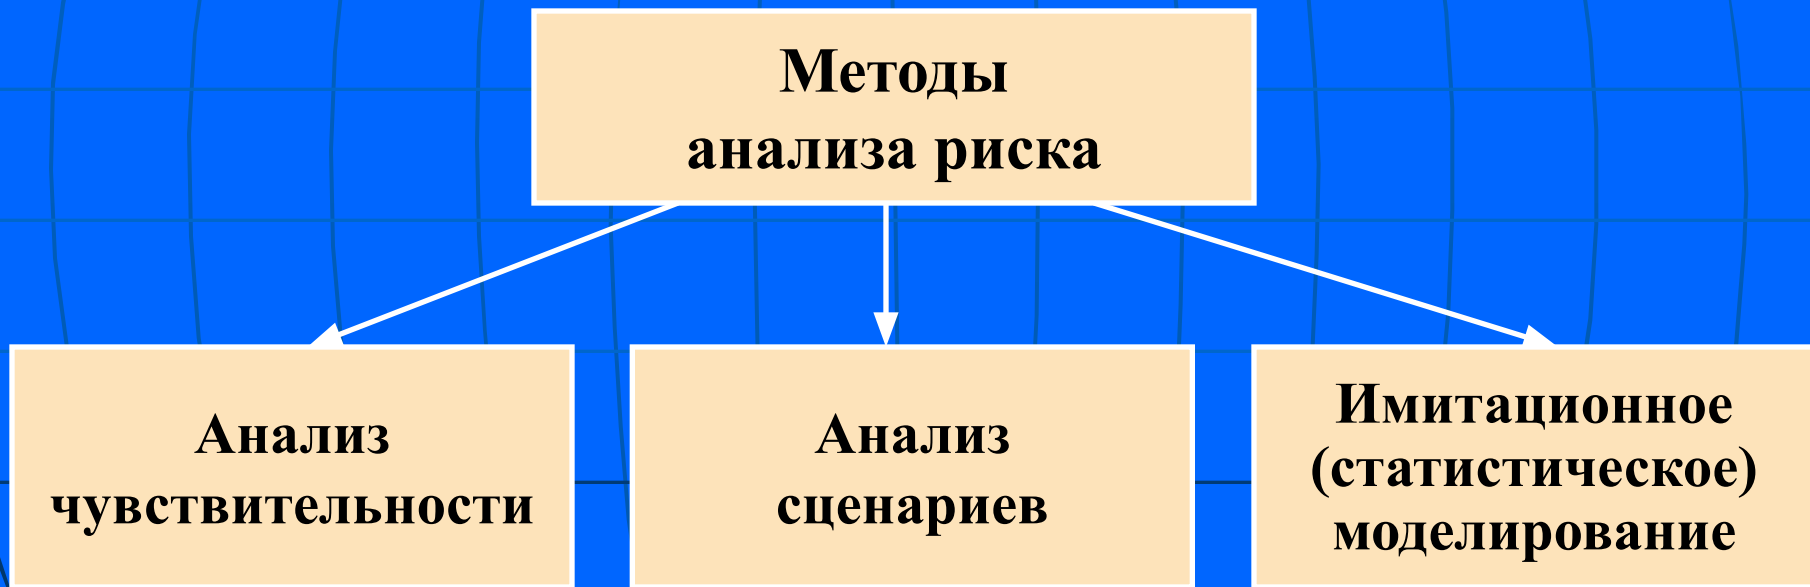 Методы
анализа риска
Анализ
чувствительности
Анализ
сценариев
Имитационное
(статистическое)
моделирование